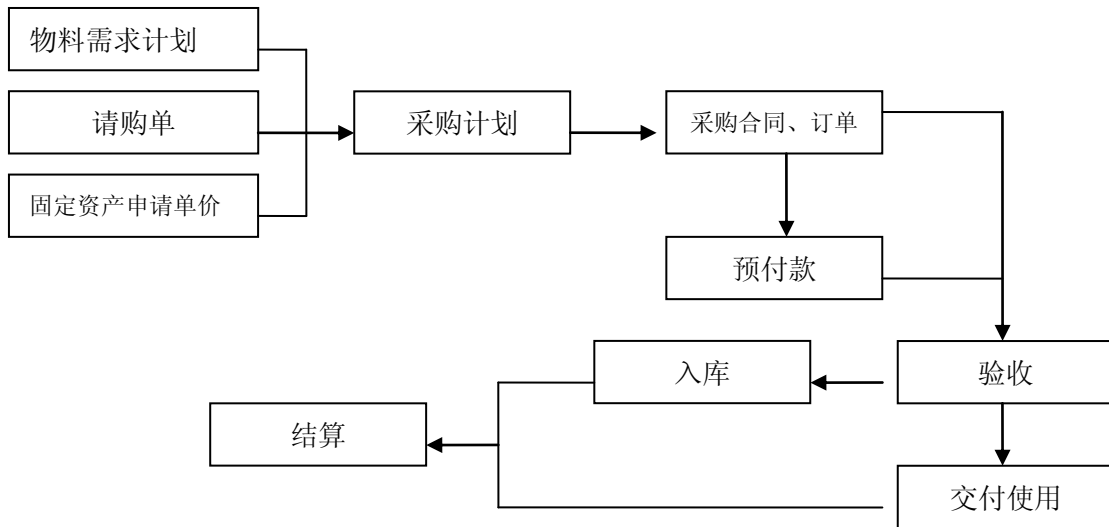 物料需求计划
请购单
采购计划
采购合同、订单
固定资产申请单价
预付款
入库
验收
结算
交付使用